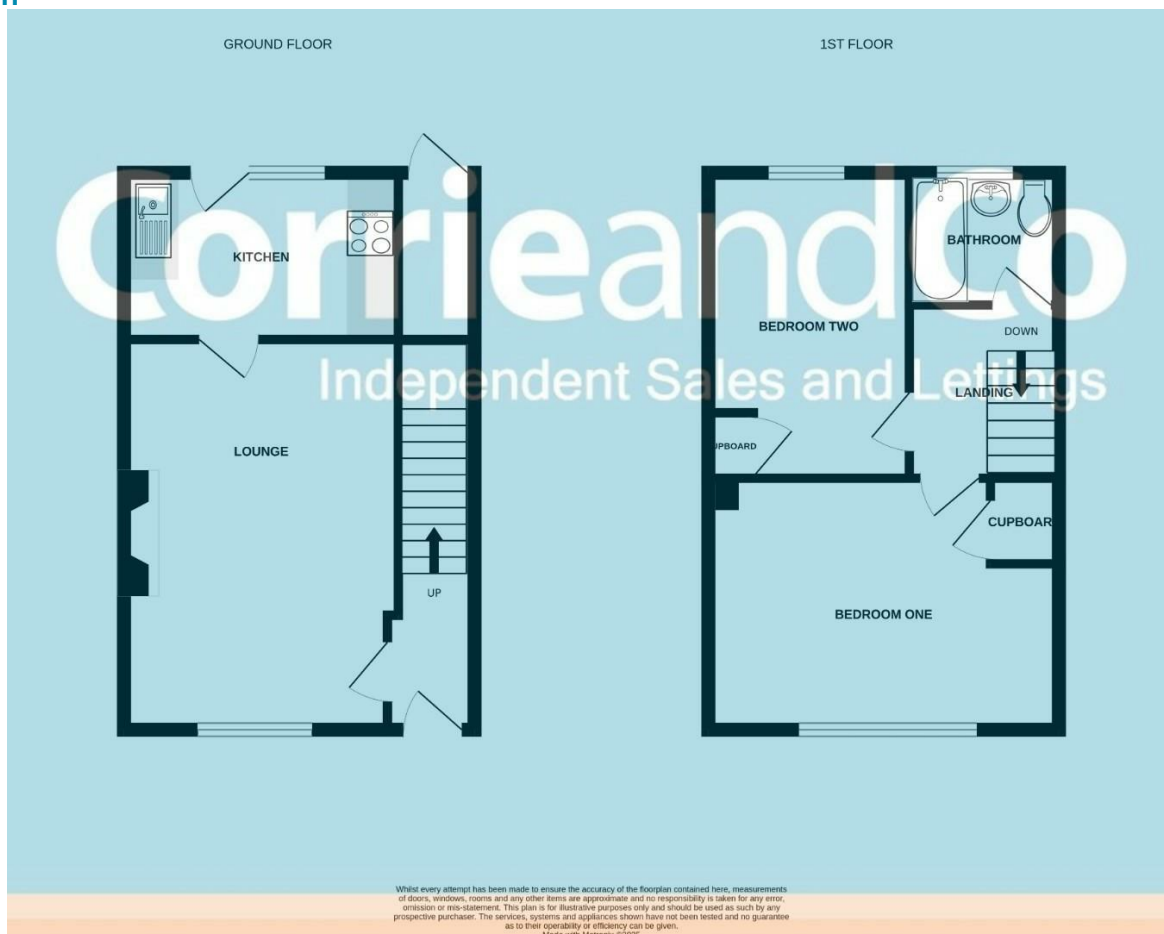 GROUND FLOOR
1ST FLOOR
CorrieandCo
Independent Sales and Lettings
KITCHEN
BATHROOM
BEDROOM TWO
DOWN
LANDING
LOUNGE
UPBOARD
CUPBOAR
UP
BEDROOM ONE
Whilst every attempt has been made to ensure the accuracy of the floorplan contained here, measurements
of doors, windows, rooms and any other items are approximate and no responsibility is taken for any error,
omission or mis-statement. This plan is for illustrative purposes only and should be used as such by any
prospective purchaser. The services, systems and appliances shown have not been tested and no guarantee
as to their operability or efficiency can be given.
Made with Metropix ©2025